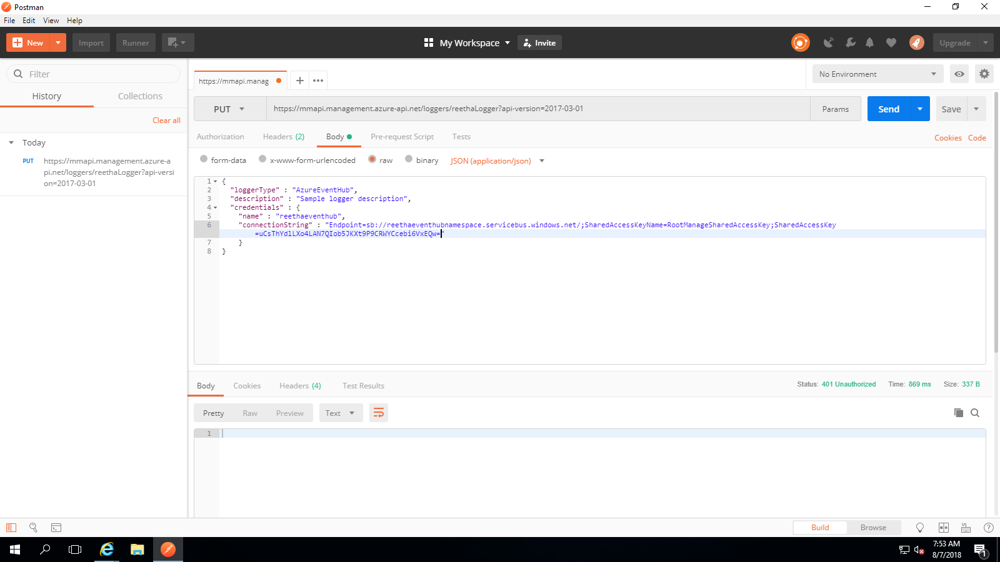 Postman
File Edit View Help
New Import Runner My Workspace Invite Upgrade
Filter
https://mmapi.manag
No Environment
History Collections
Clear all
Today
PUT https://mmapi.management.azure-a
pi.net/loggers/reethaLogger?api-versi
on=2017-03-01
PUT https://mmapi.management.azure-api.net/loggers/reethaLogger?api-version=2017-03-01 Params Send Save
Authorization Headers (2) Body Pre-request Script Tests Cookies Code
form-data x-www-form-urlencoded raw binary JSON (application/json)
1 {
2 "loggerType" : "AzureEventHub",
3 "description" : "Sample logger description",
4 "credentials" : {
5 "name" : "reethaeventhub",
6 "connectionString" : "Endpoint=sb://reethaeventhubnamespace.servicebus.windows.net/;SharedAccessKeyName=RootManageSharedAccessKey;SharedAccessKey
=uCsThYd1LXo4LAN7QIob5JKXt9P9CRWYCcebi6VxEQw="
7 }
8 }
Body Cookies Headers (4) Test Results Status: 401 Unauthorized Time: 869 ms Size: 337 B
Pretty Raw Preview Text
1
Build Browse
7:53 AM
8/7/2018
1